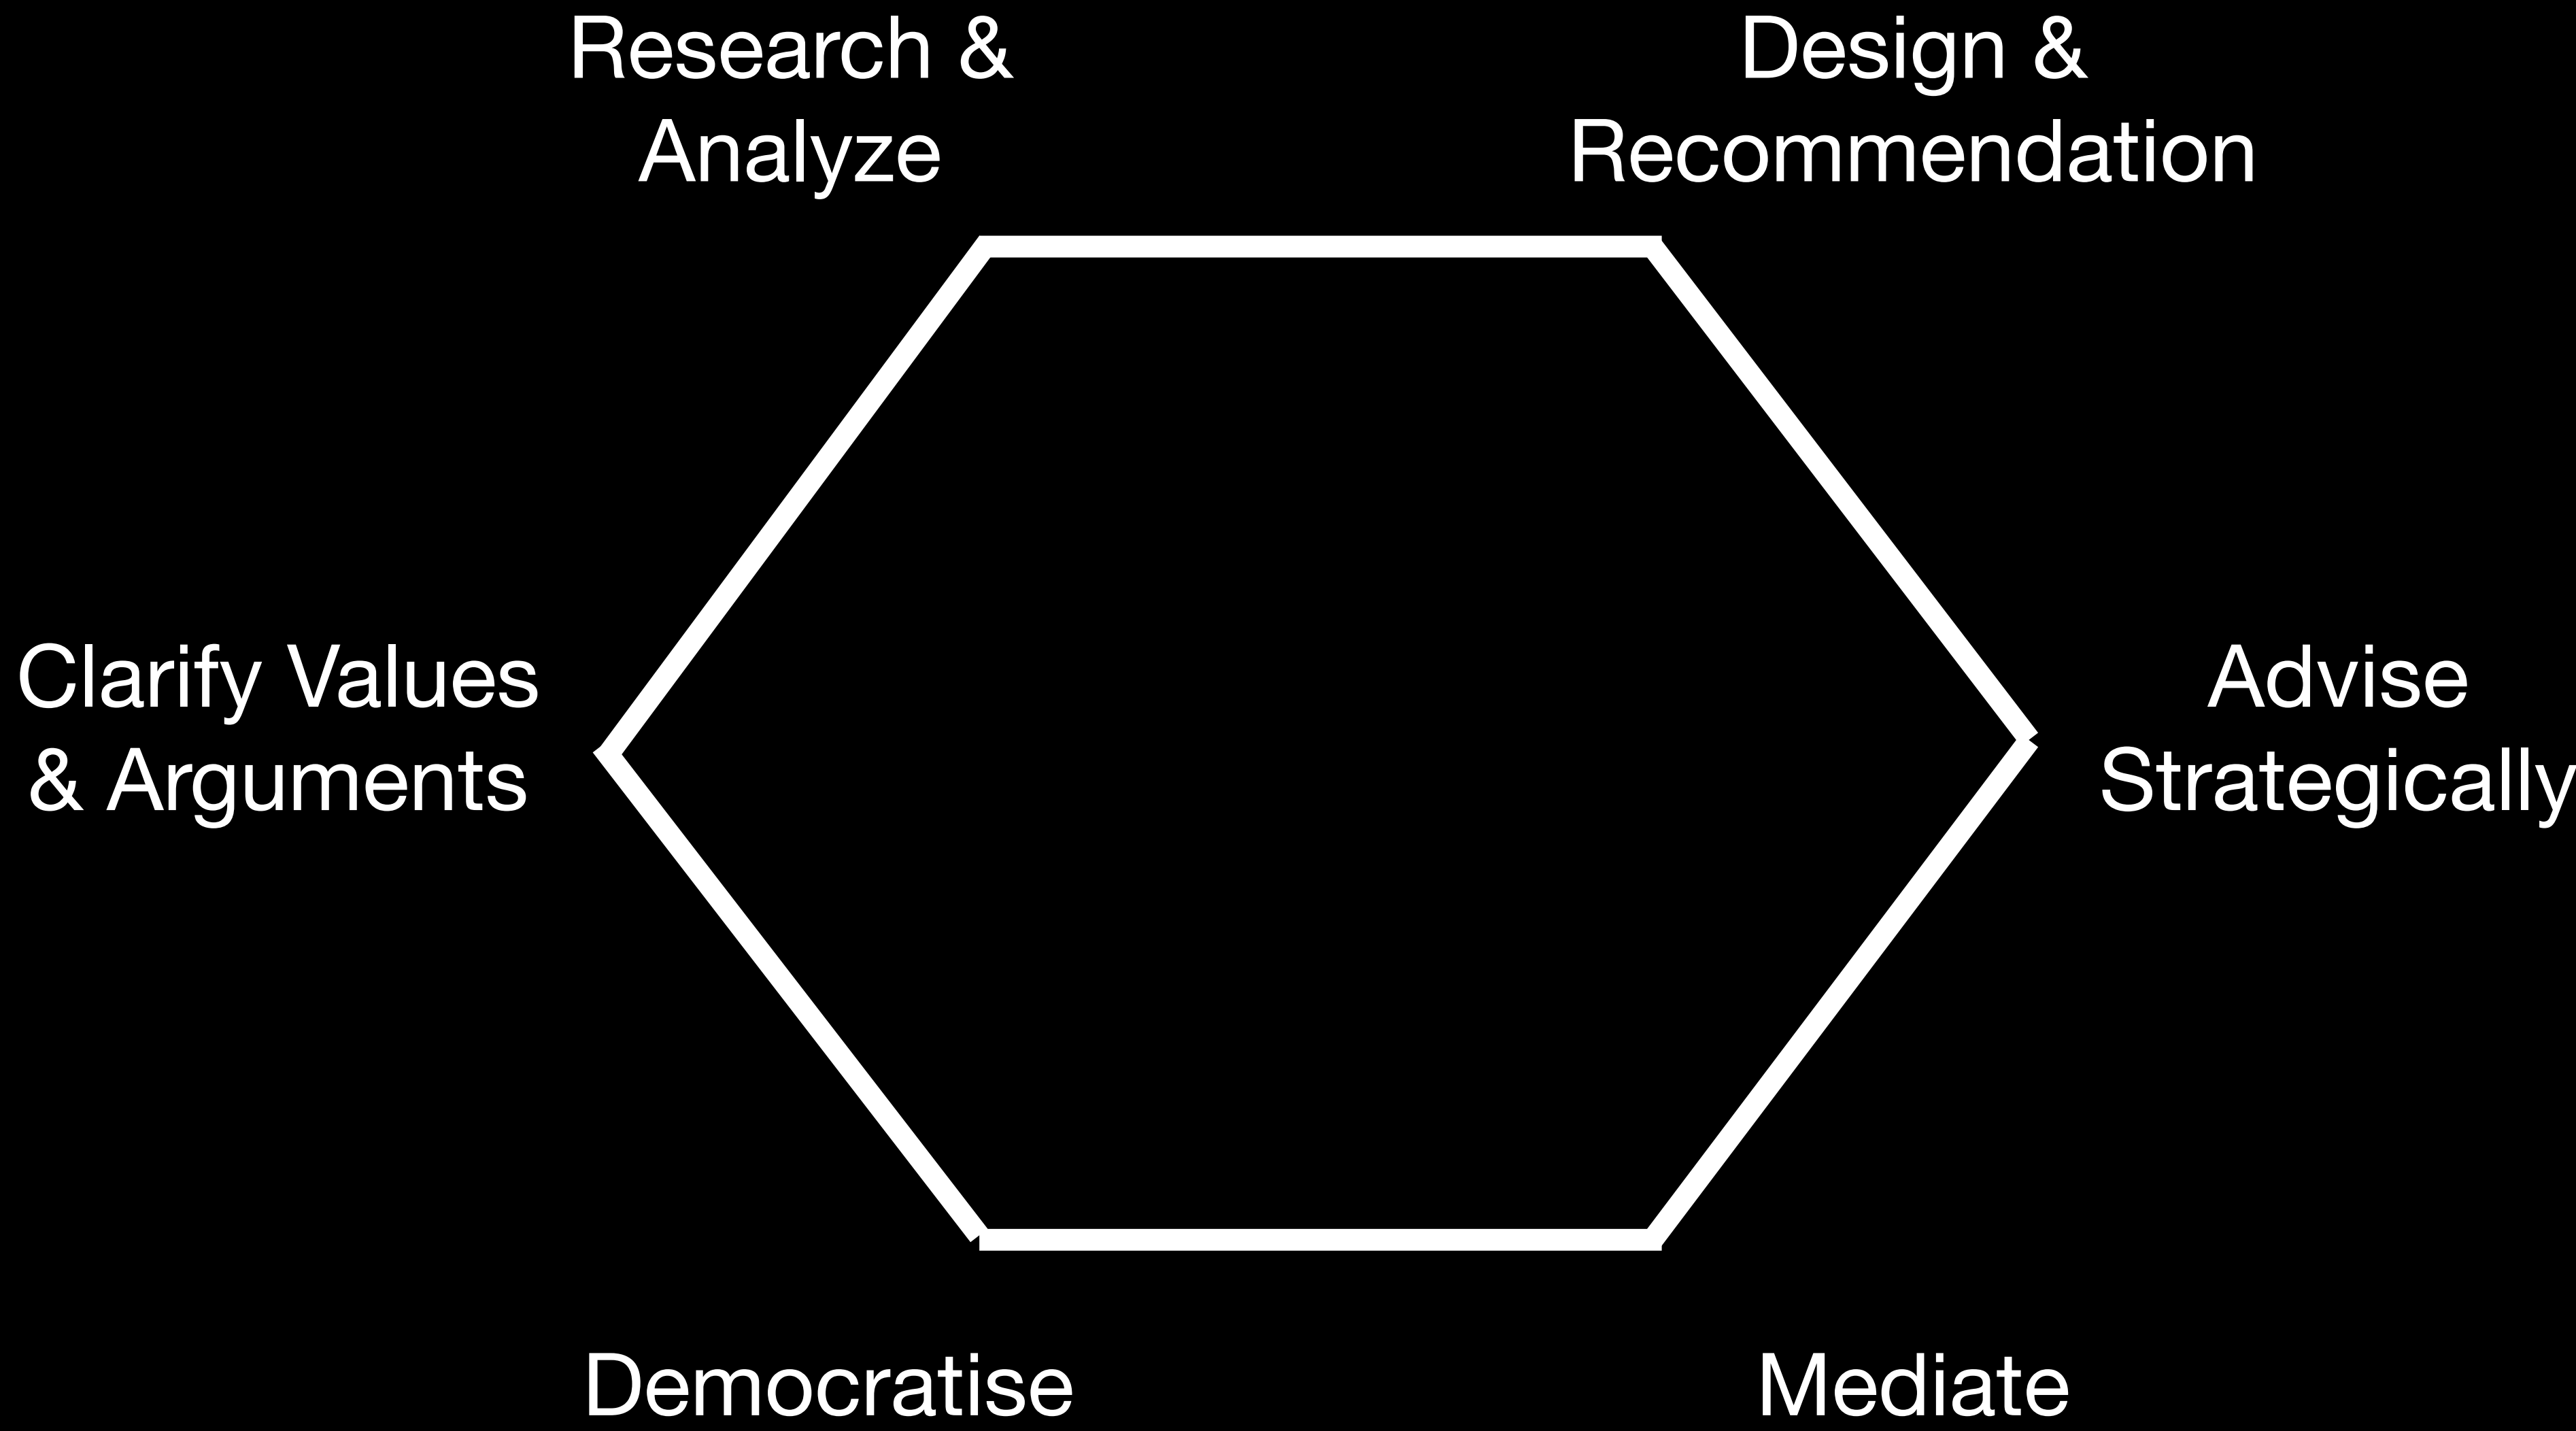 Research &
Analyze
Design &
Recommendation
Clarify Values
& Arguments
Advise
Strategically
Democratise
Mediate